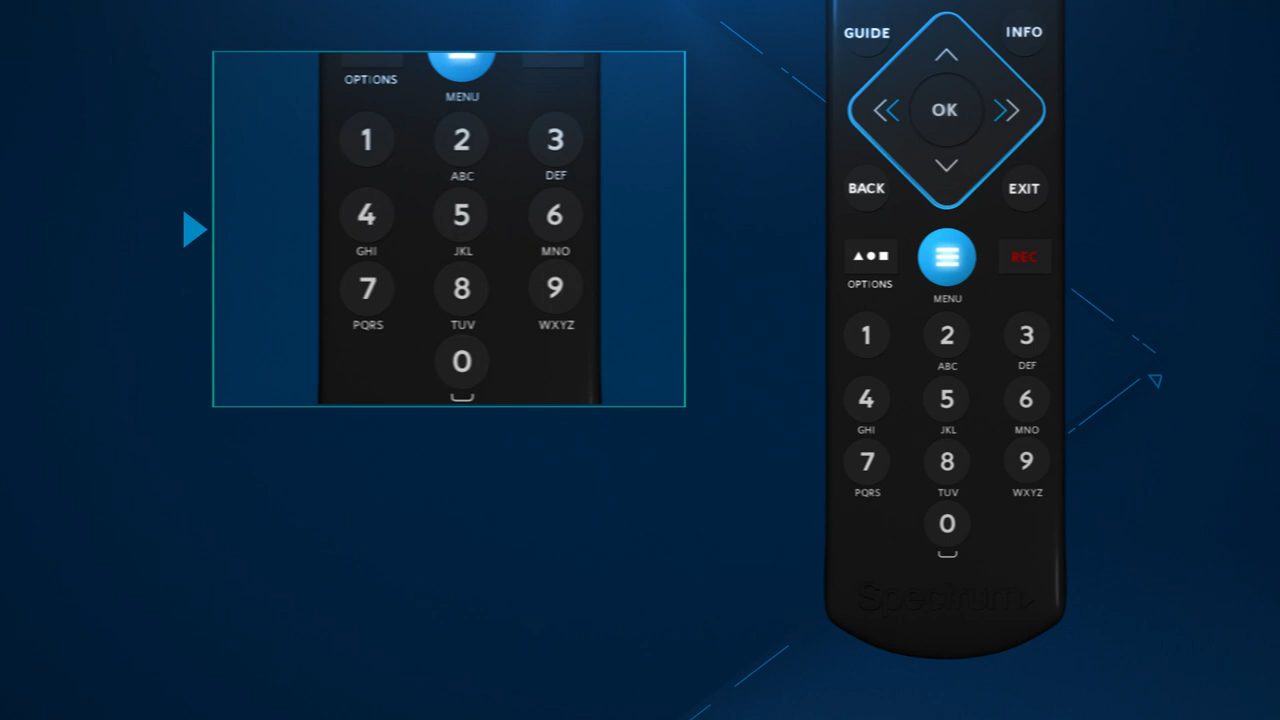 OPTIONS
MENU
1 2 3
ABC DEF
4 5 6
GHI JKL MNO
7 8 9
PQRS TUV WXYZ
0
GUIDE INFO
OK
BACK EXIT
REC
OPTIONS
MENU
1 2 3
ABC DEF
4 5 6
GHI JKL MNO
7 8 9
PQRS TUV WXYZ
0
Spectrum